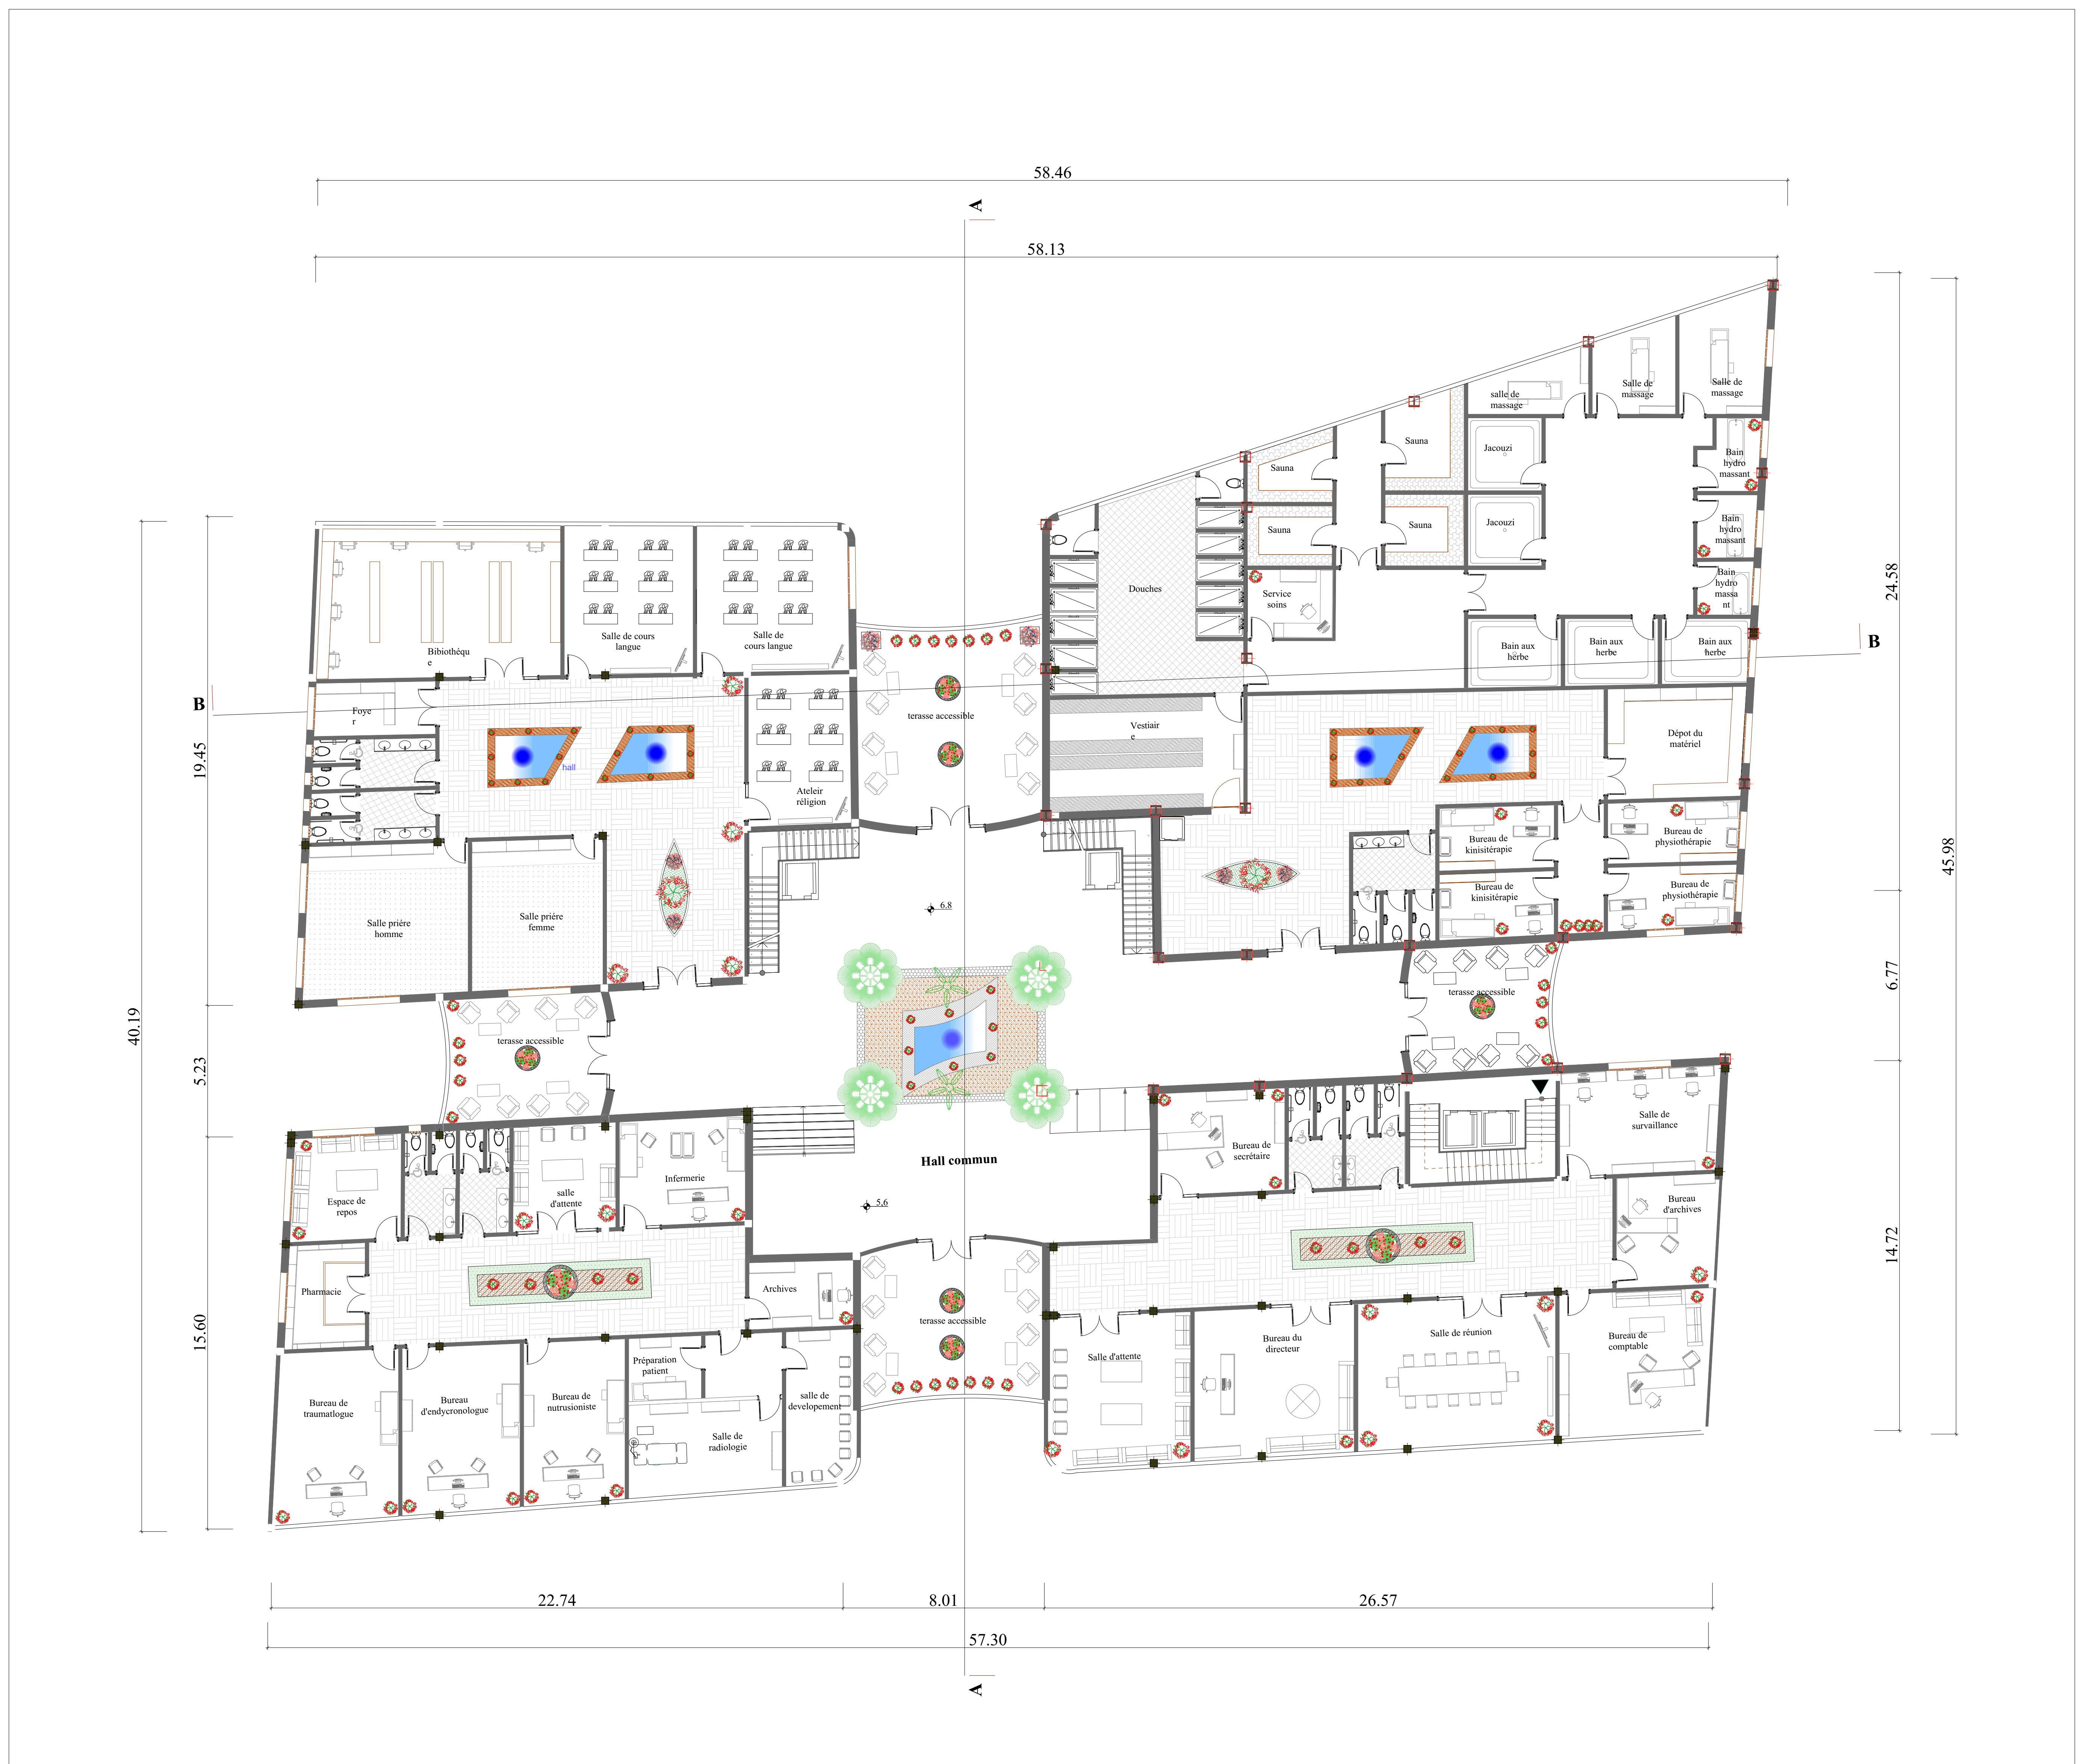 58.46
A
58.13
Salle de
massage
Salle de
massage
salle de
massage
Sauna
Jacouzi
Bain
hydro
massant
Sauna
Sauna
Sauna
Jacouzi
Bain
hydro
massant
Bain
hydro
massa
nt
Douches
Service
soins
24.58
Salle de cours
langue
Salle de
cours langue
Bibiothéqu
e
Bain aux
herbe
Bain aux
herbe
Bain aux
herbe
B
B
Foye
r
terasse accessible
Vestiair
e
Dépot du
matériel
hall
19.45
Ateleir
réligion
Bureau de
kinisitérapie
Bureau de
physiothérapie
45.98
Bureau de
kinisitérapie
Bureau de
physiothérapie
6.8
Salle prière
homme
Salle priére
femme
6.77
terasse accessible
40.19
terasse accessible
5.23
Salle de
survaillance
Bureau de
secrétaire
Hall commun
Infermerie
salle
d'attente
Espace de
repos
5,6
Bureau
d'archives
14.72
Pharmacie
Archives
terasse accessible
15.60
Salle de réunion
Bureau du
directeur
Bureau de
comptable
Salle d'attente
Préparation
patient
Bureau de
traumatlogue
Bureau
d'endycronologue
Bureau de
nutrusioniste
salle de
developement
Salle de
radiologie
22.74
8.01
26.57
57.30
A